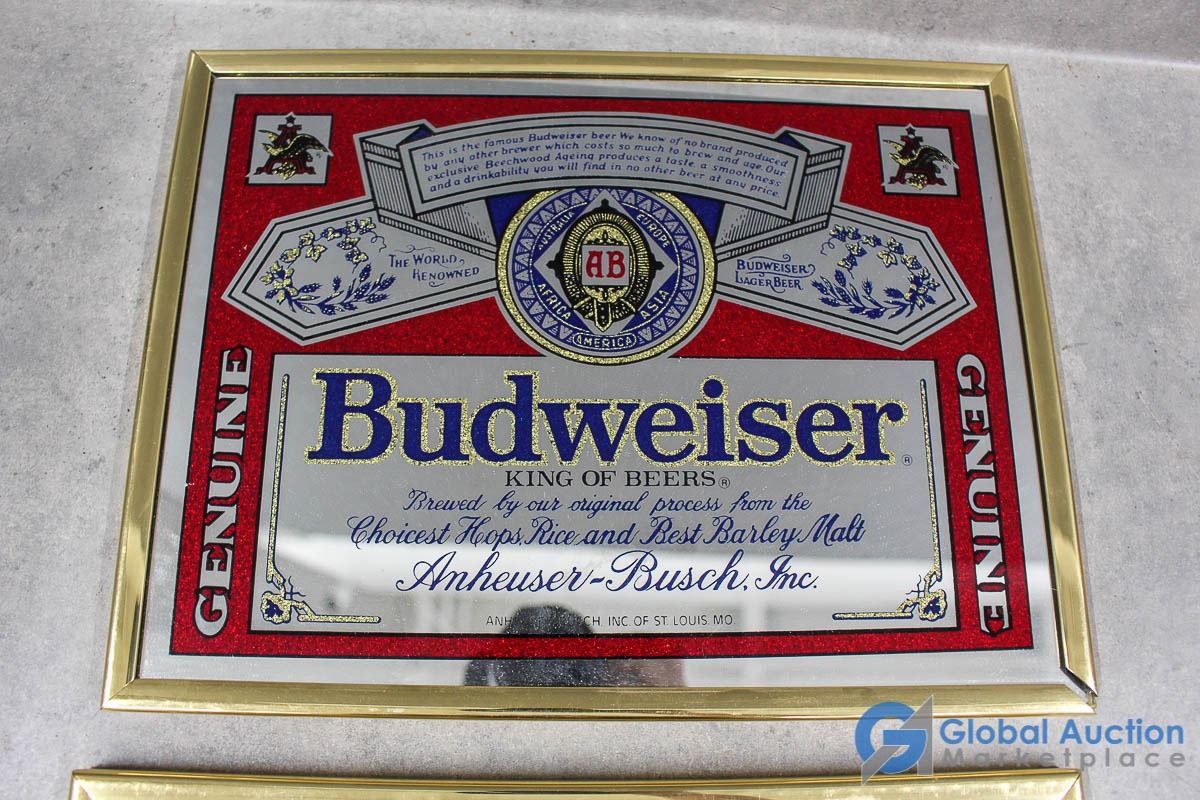 This is the famous Budweiser beer We know of no brand produced
by any other brewer which costs so much to brew and age. Our
exclusive Beechwood Ageing produces a taste, a smoothness
and a drinkability you will find in no other beer at any price.
AUSTRALIA
EUROPE
AB
AFRICA
ASIA
AMERICA
THE WORLD
RENOWNED
BUDWEISER
LAGER BEER
GENUINE
GENUINE
Budweiser®
KING OF BEERS®
Brewed by our original process from the
Choicest Hops, Rice and Best Barley Malt
Anheuser-Busch, Inc.
INC. OF ST. LOUIS. MO.
Global Auction
Marketplace